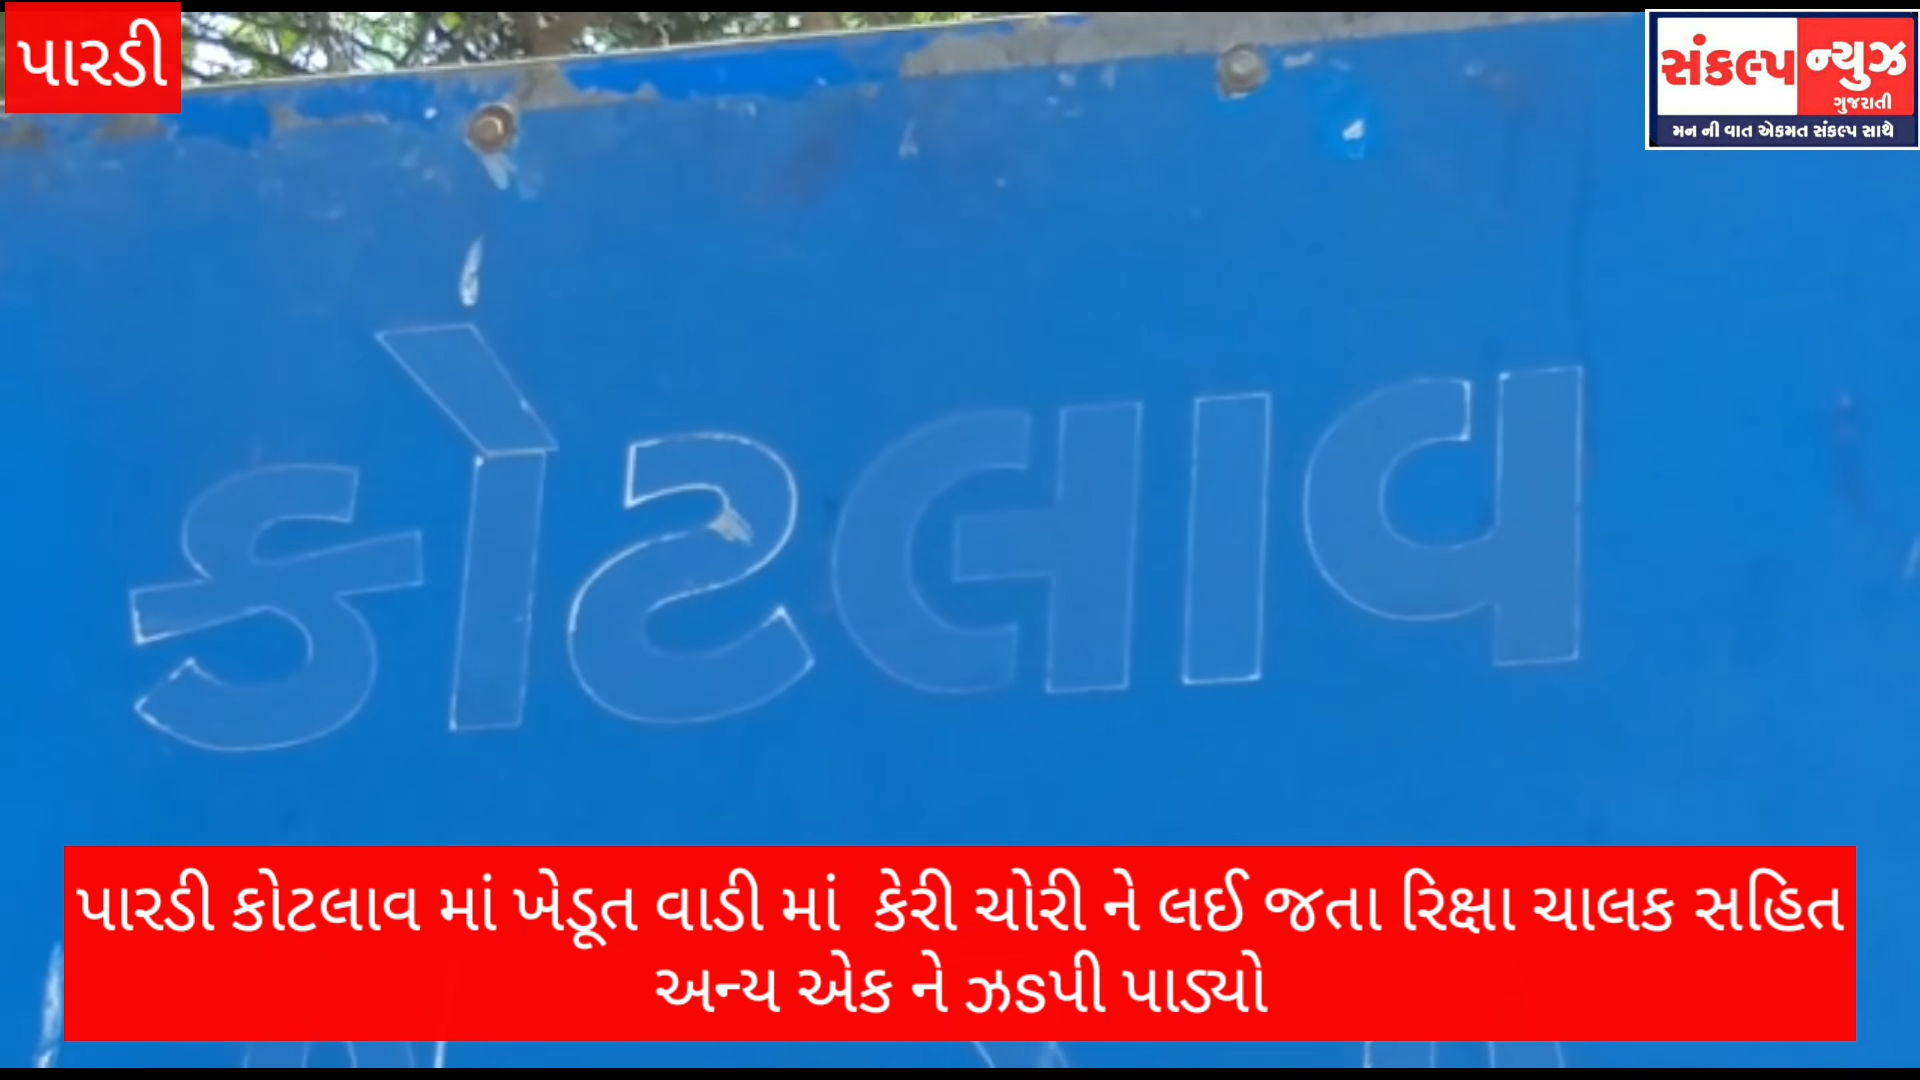 પારડી
સંકલ્પ ન્યુઝ
ગુજરાતી
મન ની વાત એકમત સંકલ્પ સાથે
કોટલાવ
પારડી કોટલાવ માં ખેડૂત વાડી માં કેરી ચોરી ને લઈ જતા રિક્ષા ચાલક સહિત
અન્ય એક ને ઝડપી પાડ્યો